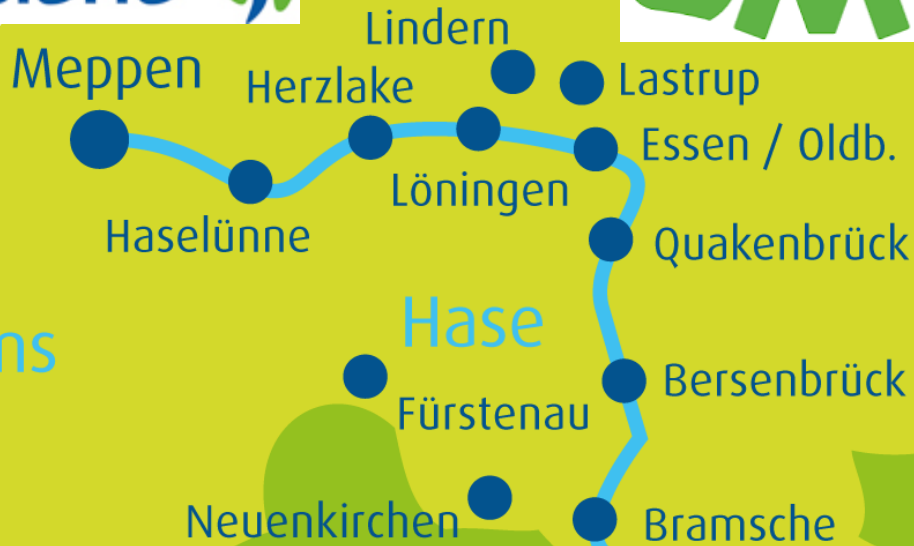 Lindern
Meppen
Herzlake
Lastrup
Essen / Oldb.
Löningen
Haselünne
Quakenbrück
Hase
Bersenbrück
Fürstenau
Neuenkirchen
Bramsche